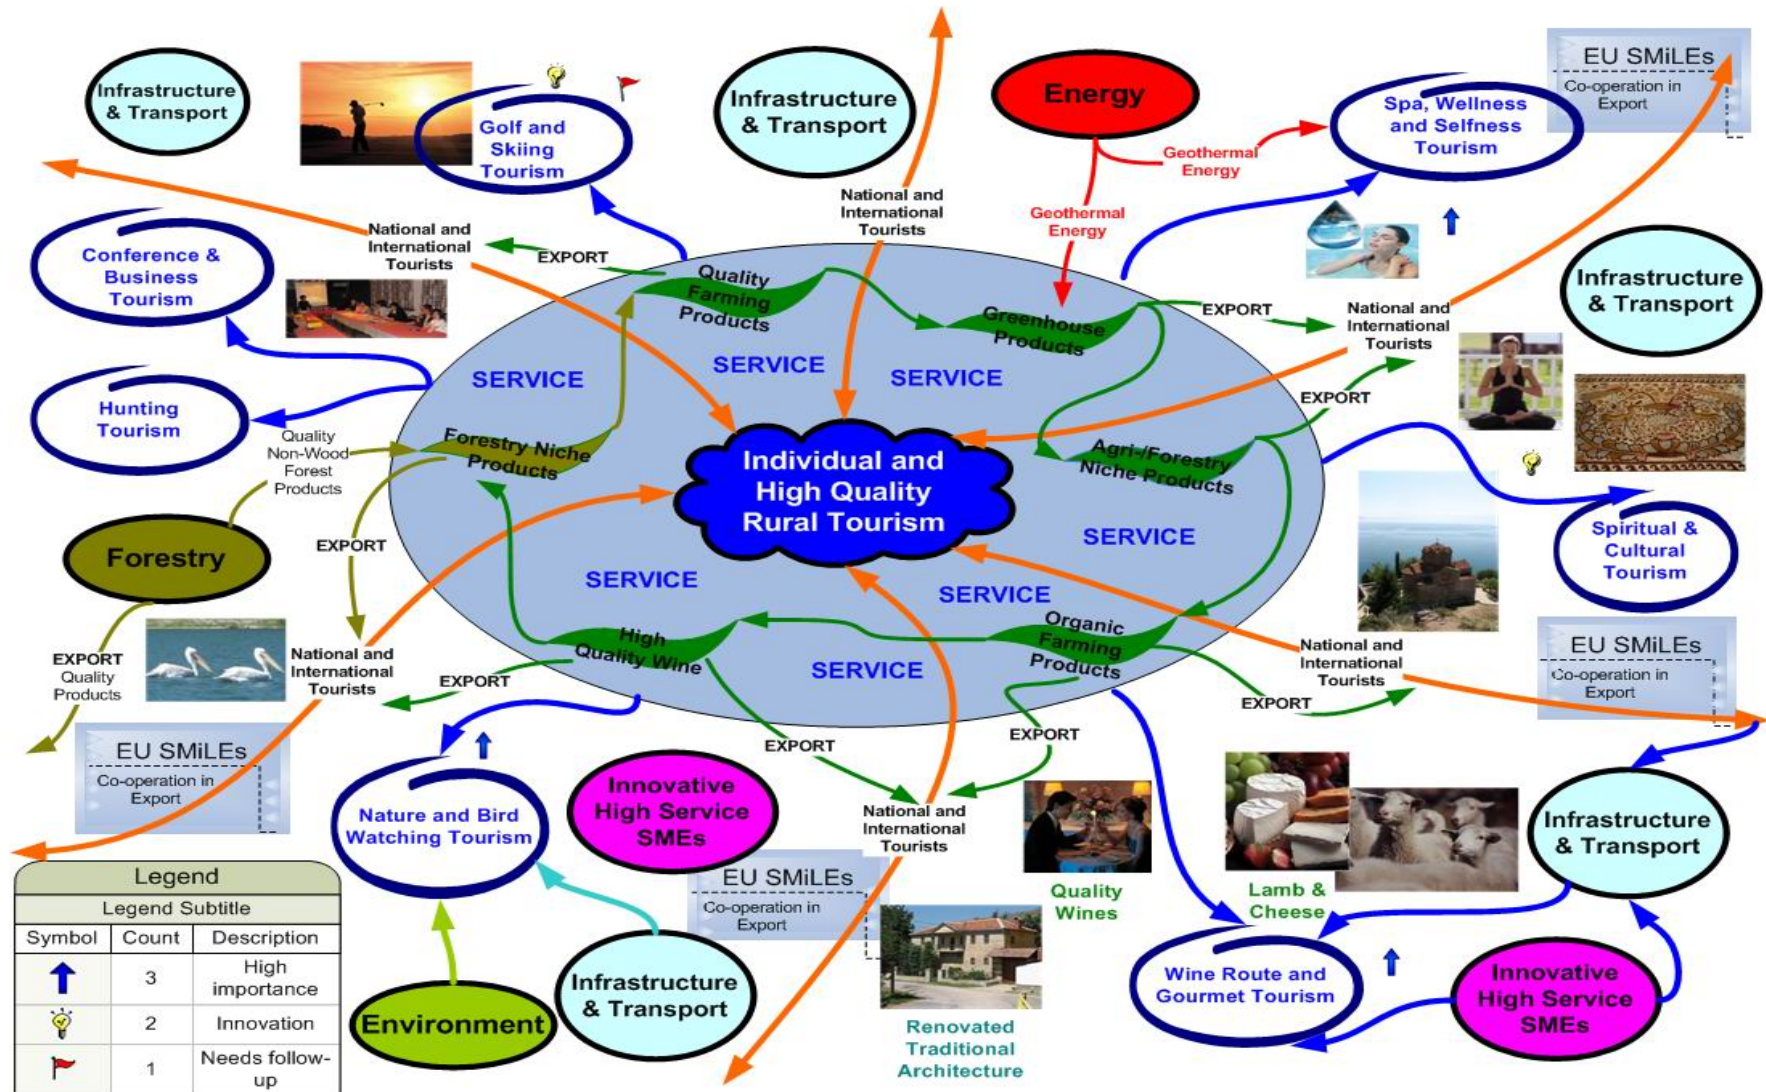 Infrastructure
& Transport
Golf and
Skiing
Tourism
Infrastructure
& Transport
Energy
Spa, Wellness
and Selfness
Tourism
EU SMiLEs
Co-operation in
Export
Geothermal
Energy
Geothermal
Energy
National and
International
Tourists
National and
International
Tourists
EXPORT
Conference &
Business
Tourism
Quality
Farming
Products
Greenhouse
Products
EXPORT
National and
International
Tourists
Infrastructure
& Transport
SERVICE
SERVICE
SERVICE
EXPORT
Hunting
Tourism
Quality
Non-Wood
Forest
Products
Forestry Niche
Products
Individual and
High Quality
Rural Tourism
Agri-/Forestry
Niche Products
Forestry
EXPORT
SERVICE
SERVICE
SERVICE
SERVICE
Spiritual &
Cultural
Tourism
EXPORT
Quality
Products
National and
International
Tourists
High
Quality Wine
Organic
Farming
Products
National and
International
Tourists
EU SMiLEs
Co-operation in
Export
EXPORT
EXPORT
EXPORT
EXPORT
EU SMiLEs
Co-operation in
Export
Nature and Bird
Watching Tourism
Innovative
High Service
SMEs
National and
International
Tourists
EU SMiLEs
Co-operation in
Export
Quality
Wines
Lamb &
Cheese
Infrastructure
& Transport
Environment
Infrastructure
& Transport
Renovated
Traditional
Architecture
Wine Route and
Gourmet Tourism
Innovative
High Service
SMEs
Legend
Legend Subtitle
Symbol Count Description
3 High
importance
2 Innovation
1 Needs follow-
up